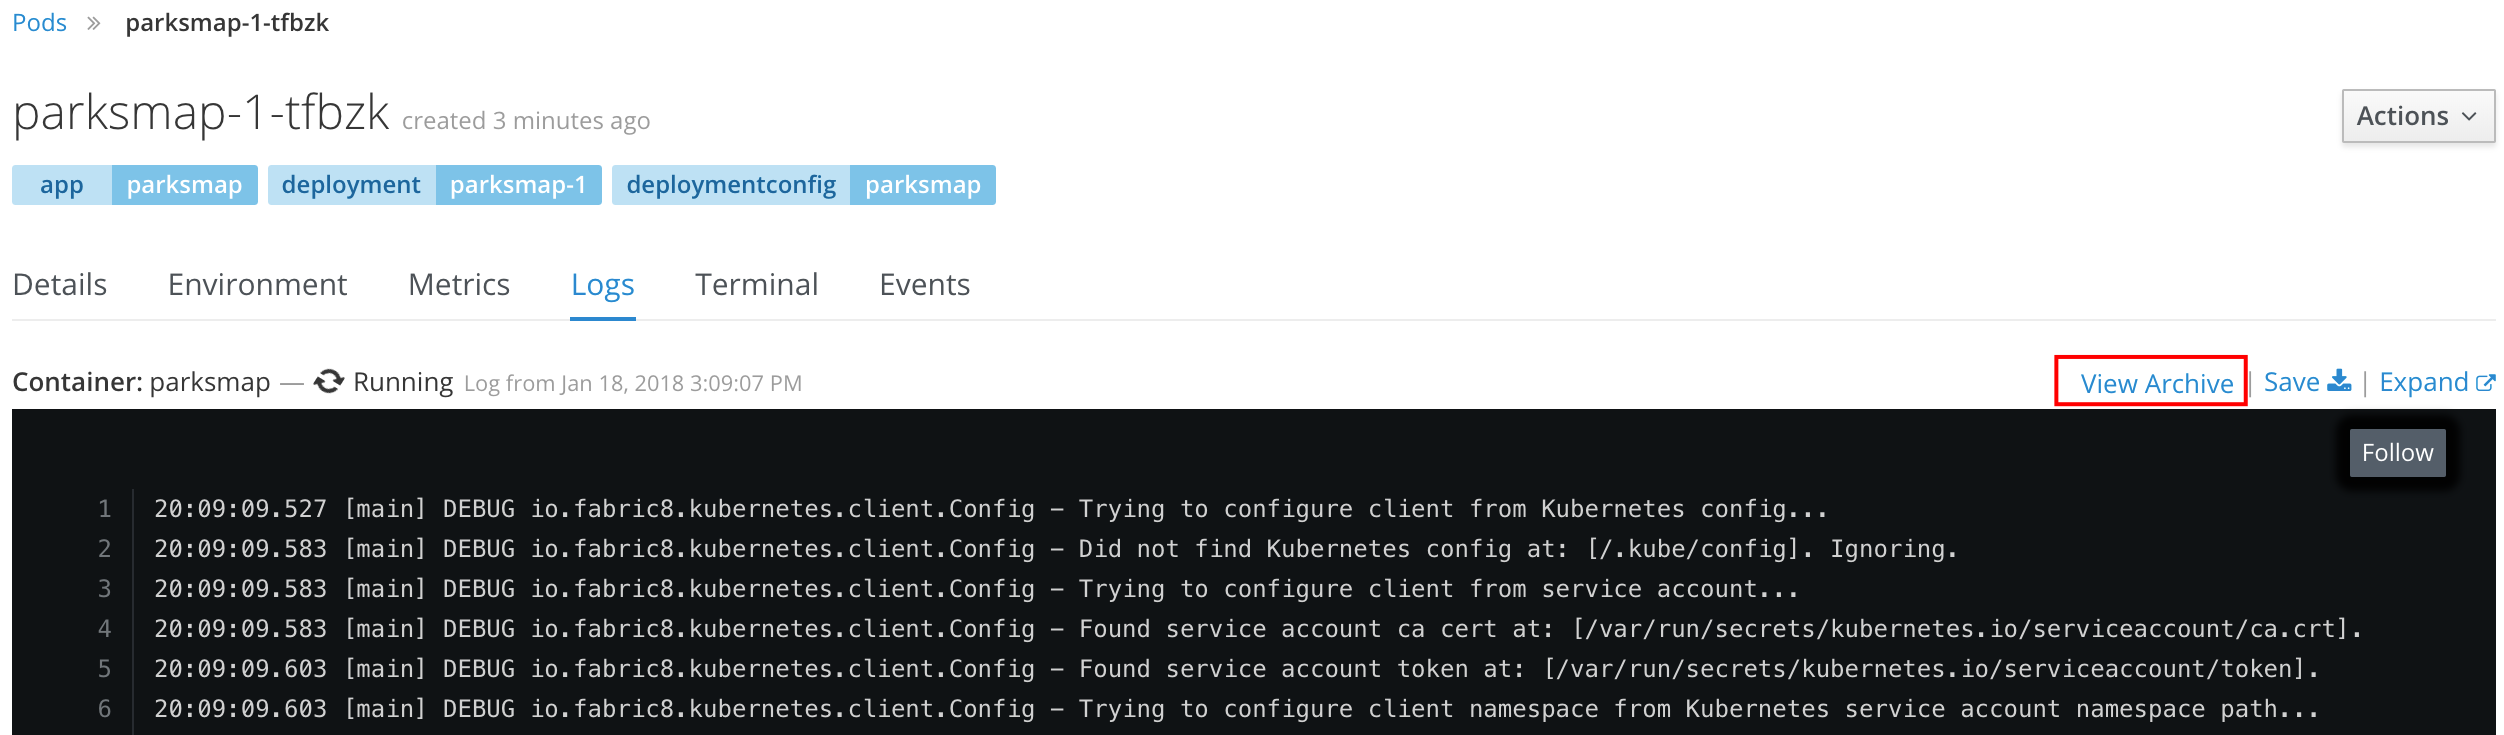 Pods » parksmap-1-tfbzk
parksmap-1-tfbzk created 3 minutes ago
Actions
app parksmap deployment parksmap-1 deploymentconfig parksmap
Details Environment Metrics Logs Terminal Events
Container: parksmap — Running Log from Jan 18, 2018 3:09:07 PM View Archive | Save | Expand
Follow
1 20:09:09.527 [main] DEBUG io.fabric8.kubernetes.client.Config - Trying to configure client from Kubernetes config...
2 20:09:09.583 [main] DEBUG io.fabric8.kubernetes.client.Config - Did not find Kubernetes config at: [/.kube/config]. Ignoring.
3 20:09:09.583 [main] DEBUG io.fabric8.kubernetes.client.Config - Trying to configure client from service account...
4 20:09:09.583 [main] DEBUG io.fabric8.kubernetes.client.Config - Found service account ca cert at: [/var/run/secrets/kubernetes.io/serviceaccount/ca.crt].
5 20:09:09.603 [main] DEBUG io.fabric8.kubernetes.client.Config - Found service account token at: [/var/run/secrets/kubernetes.io/serviceaccount/token].
6 20:09:09.603 [main] DEBUG io.fabric8.kubernetes.client.Config - Trying to configure client namespace from Kubernetes service account namespace path...